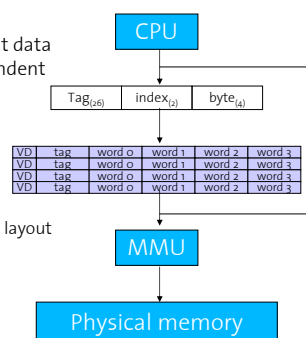 CPU
t data
ndent
Tag(26) index(2) byte(4)
VD tag word 0 word 1 word 2 word 3
VD tag word 0 word 1 word 2 word 3
VD tag word 0 word 1 word 2 word 3
VD tag word 0 word 1 word 2 word 3
layout
MMU
Physical memory